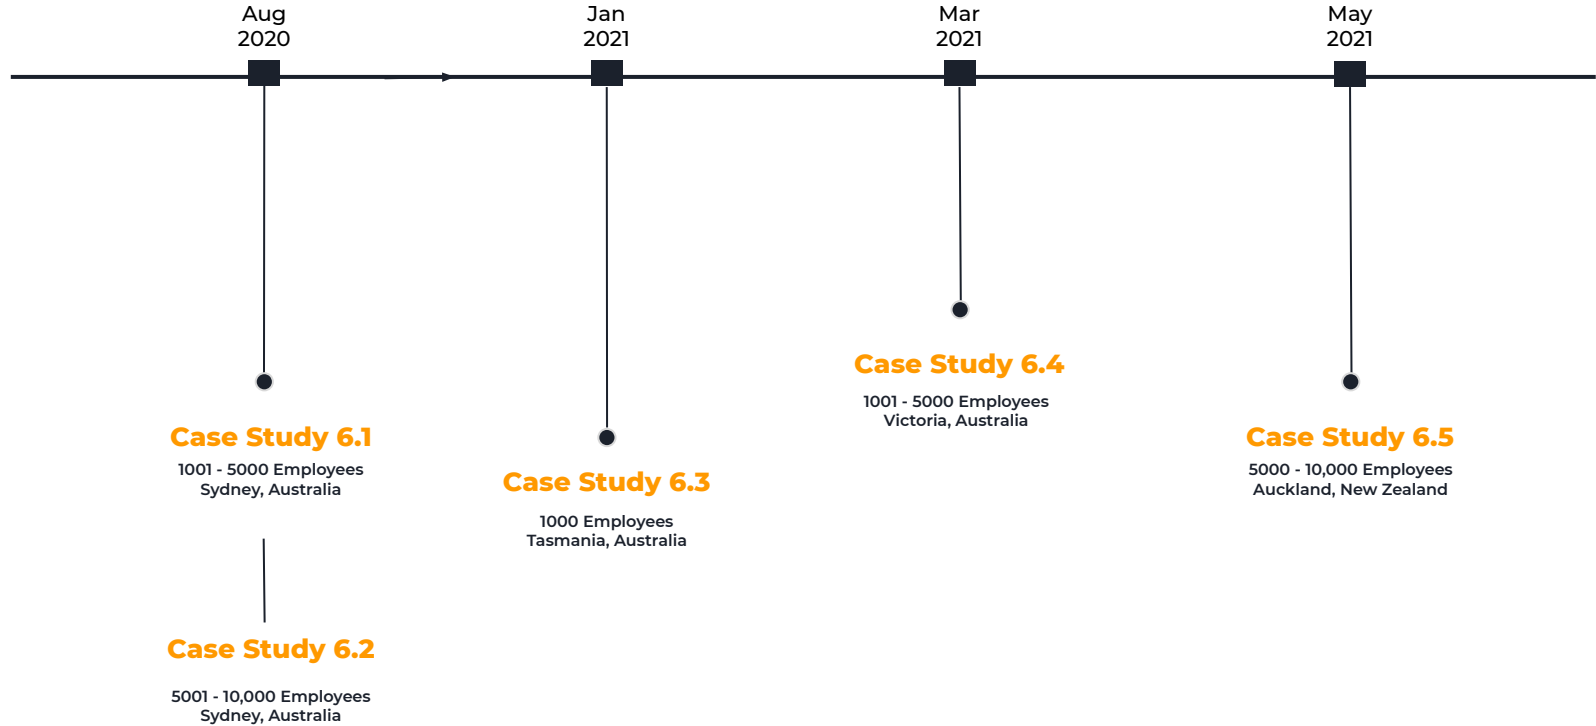 Aug
2020
Jan
2021
Mar
2021
May
2021
Case Study 6.1
1001 - 5000 Employees
Sydney, Australia
Case Study 6.2
5001 - 10,000 Employees
Sydney, Australia
Case Study 6.3
1000 Employees
Tasmania, Australia
Case Study 6.4
1001 - 5000 Employees
Victoria, Australia
Case Study 6.5
5000 - 10,000 Employees
Auckland, New Zealand